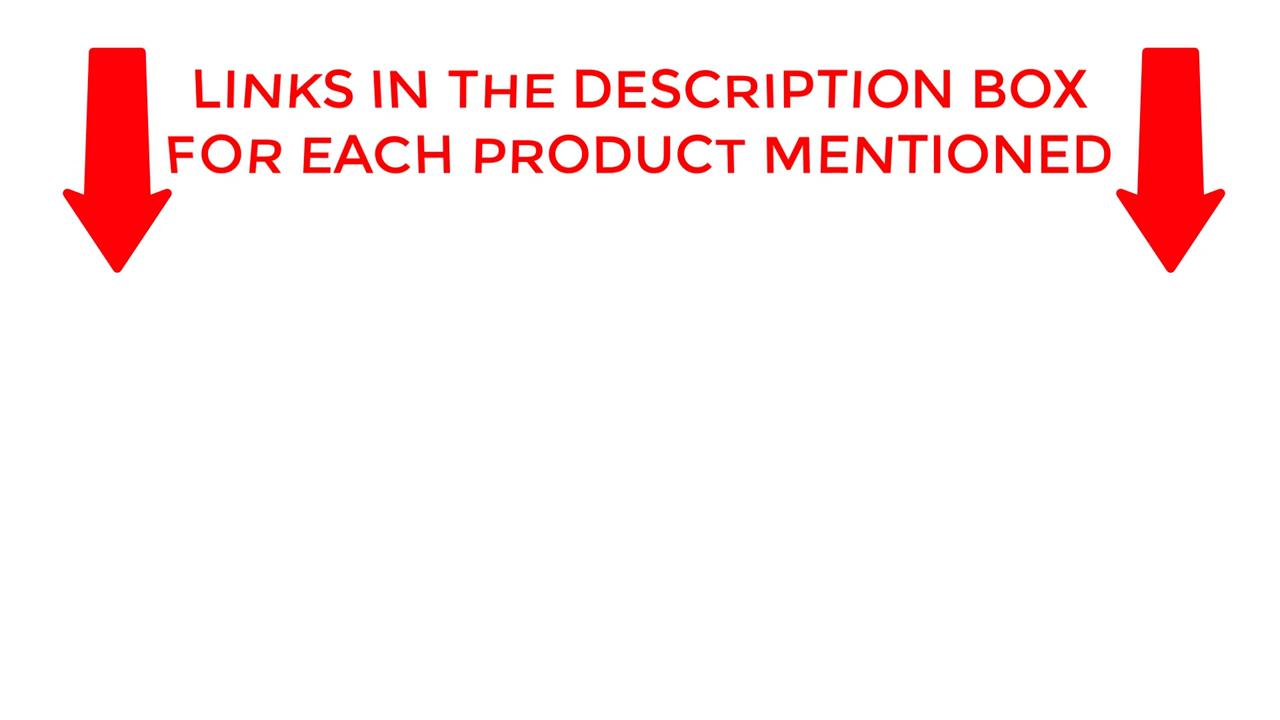 LINKS IN THE DESCRIPTION BOX
FOR EACH PRODUCT MENTIONED